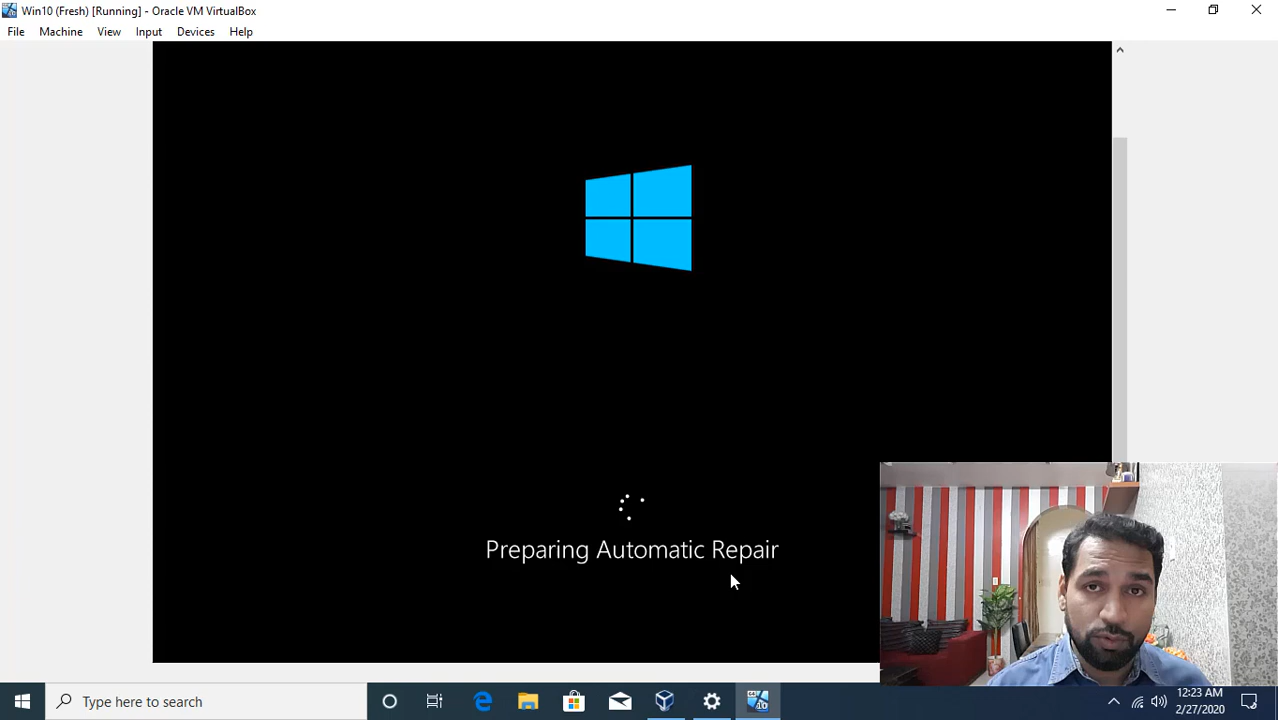 Win10 (Fresh) [Running] - Oracle VM VirtualBox
File Machine View Input Devices Help
Preparing Automatic Repair
Type here to search
12:23 AM
2/27/2020